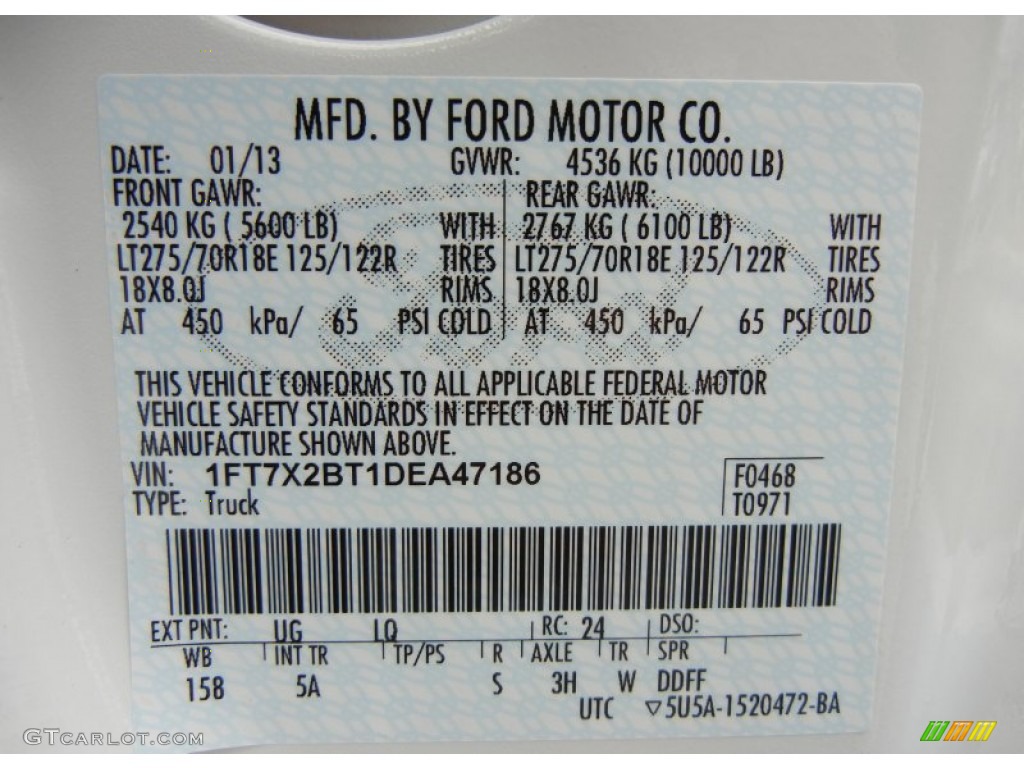 MFD. BY FORD MOTOR CO.
DATE: 01/13 GVWR: 4536 KG (10000 LB)
FRONT GAWR: REAR GAWR:
2540 KG ( 5600 LB) WITH 2767 KG ( 6100 LB) WITH
LT275/70R18E 125/122R TIRES LT275/70R18E 125/122R TIRES
18X8.0J RIMS 18X8.0J RIMS
AT 450 kPa/ 65 PSI COLD AT 450 kPa/ 65 PSI COLD
THIS VEHICLE CONFORMS TO ALL APPLICABLE FEDERAL MOTOR
VEHICLE SAFETY STANDARDS IN EFFECT ON THE DATE OF
MANUFACTURE SHOWN ABOVE.
VIN: 1FT7X2BT1DEA47186 F0468
TYPE: Truck T0971
EXT PNT: UG LQ RC: 24 DSO:
WB INT TR TP/PS R AXLE TR SPR
158 5A S 3H W DDFF
UTC ▽5U5A-1520472-BA
GTCARLOT.COM